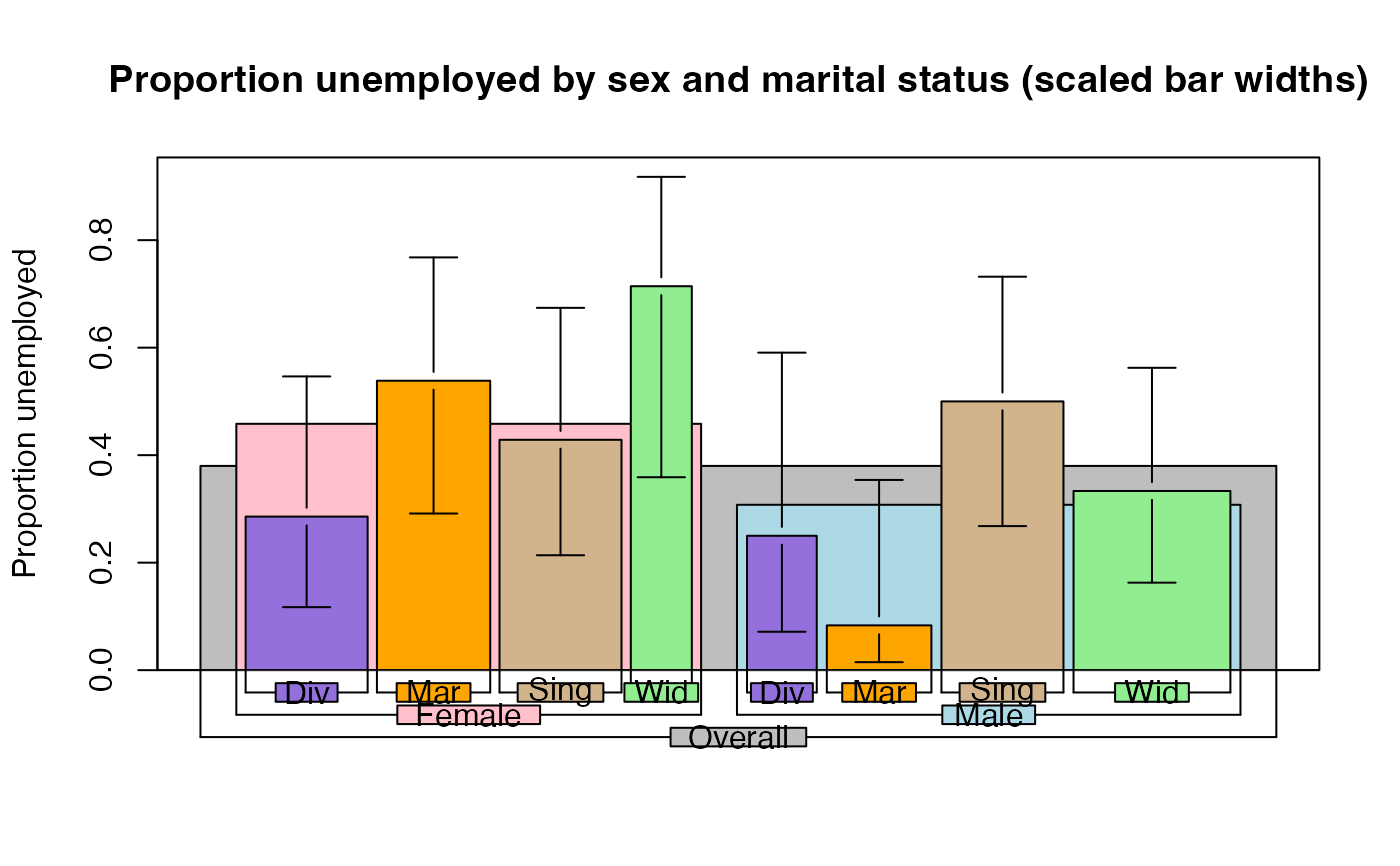 Proportion unemployed by sex and marital status (scaled bar widths)
Proportion unemployed
0.8
0.6
0.4
0.2
0.0
Div Mar Sing Wid Div Mar Sing Wid
Female Male
Overall